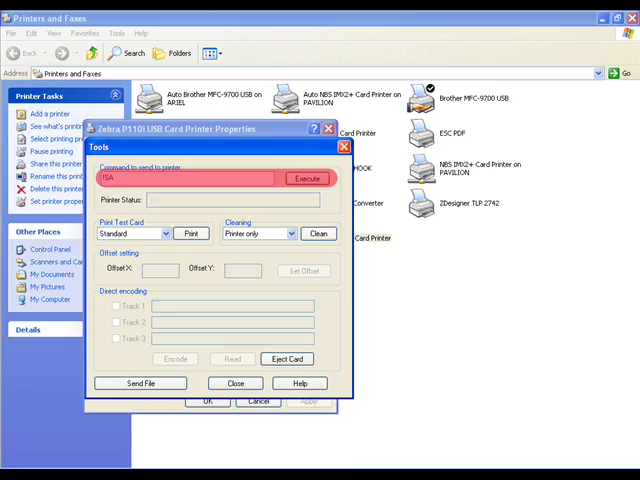 Printers and Faxes
File Edit View Favorites Tools Help
Back Search Folders
Address Printers and Faxes Go
Printer Tasks
Add a printer
See what's printi
Select printing pre
Pause printing
Share this printer
Delete this printe
Set printer proper
Other Places
Control Panel
Scanners and Ca
My Documents
My Pictures
My Computer
Details
Auto Brother MFC-9700 USB on
ARIEL
Auto NBS IMX2+ Card Printer on
PAVILION
Brother MFC-9700 USB
Card Printer
ESC PDF
HOOK
NBS IMX2+ Card Printer on
PAVILION
Converter
ZDesigner TLP 2742
Card Printer
Zebra P110i USB Card Printer Properties
Tools
Command to send to printer
!SA
Execute
Printer Status:
Print Test Card
Standard
Print
Cleaning
Printer only
Clean
Offset setting
Offset X:
Offset Y:
Set Offset
Direct encoding
Track 1
Track 2
Track 3
Encode
Read
Eject Card
Send File
Close
Help
OK
Cancel
Apply